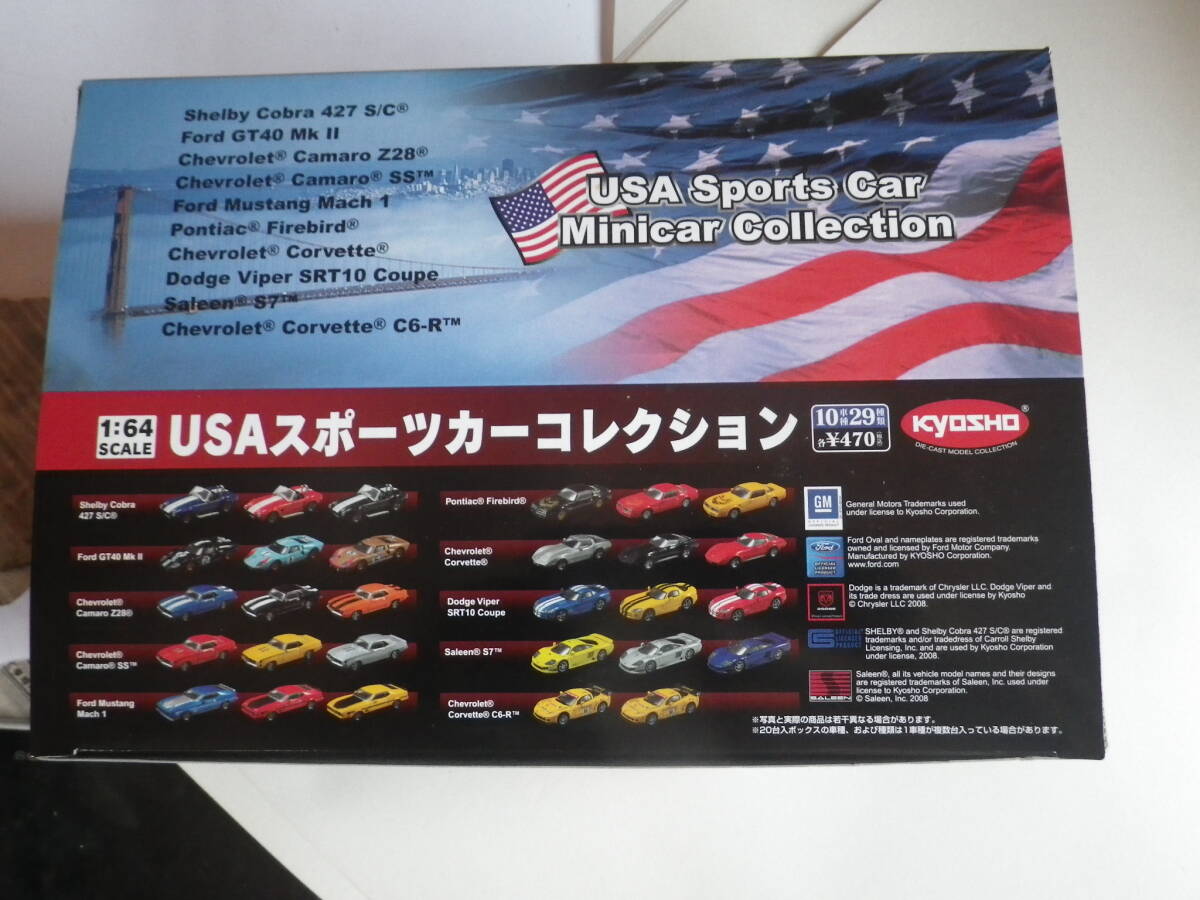 Shelby Cobra 427 S/C®
Ford GT40 Mk II
Chevrolet® Camaro Z28®
Chevrolet® Camaro® SS™
Ford Mustang Mach 1
Pontiac® Firebird®
Chevrolet® Corvette®
Dodge Viper SRT10 Coupe
Saleen® S7™
Chevrolet® Corvette® C6-R™
USA Sports Car
Minicar Collection
1:64
SCALE
USAスポーツカーコレクション
10車種29種類
各¥470(税込)
KYOSHO®
DIE-CAST MODEL COLLECTION
Shelby Cobra
427 S/C®
Ford GT40 Mk II
Chevrolet®
Camaro Z28®
Chevrolet®
Camaro® SS™
Ford Mustang
Mach 1
Pontiac® Firebird®
Chevrolet®
Corvette®
Dodge Viper
SRT10 Coupe
Saleen® S7™
Chevrolet®
Corvette® C6-R™
GM
General Motors Trademarks used
under license to Kyosho Corporation.
Ford
OFFICIAL
LICENSED
PRODUCT
Ford Oval and nameplates are registered trademarks
owned and licensed by Ford Motor Company.
Manufactured by KYOSHO Corporation.
www.ford.com
DODGE
Dodge is a trademark of Chrysler LLC. Dodge Viper and
its trade dress are used under license by Kyosho
© Chrysler LLC 2008.
OFFICIAL
LICENSED
PRODUCT
SHELBY® and Shelby Cobra 427 S/C® are registered
trademarks and/or tradedress of Carroll Shelby
Licensing, Inc. and are used by Kyosho Corporation
under license, 2008.
SALEEN
Saleen®, all its vehicle model names and their designs
are registered trademarks of Saleen, Inc. used under
license to Kyosho Corporation.
© Saleen, Inc. 2008
※写真と実際の商品は若干異なる場合があります。
※20台入ボックスの車種、および種類は1車種が複数台入っている場合があります。